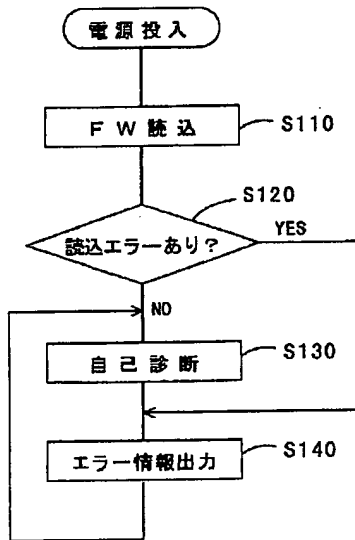 電源投入
FW読込
S110
S120
読込エラーあり?
YES
NO
自己診断
S130
エラー情報出力
S140